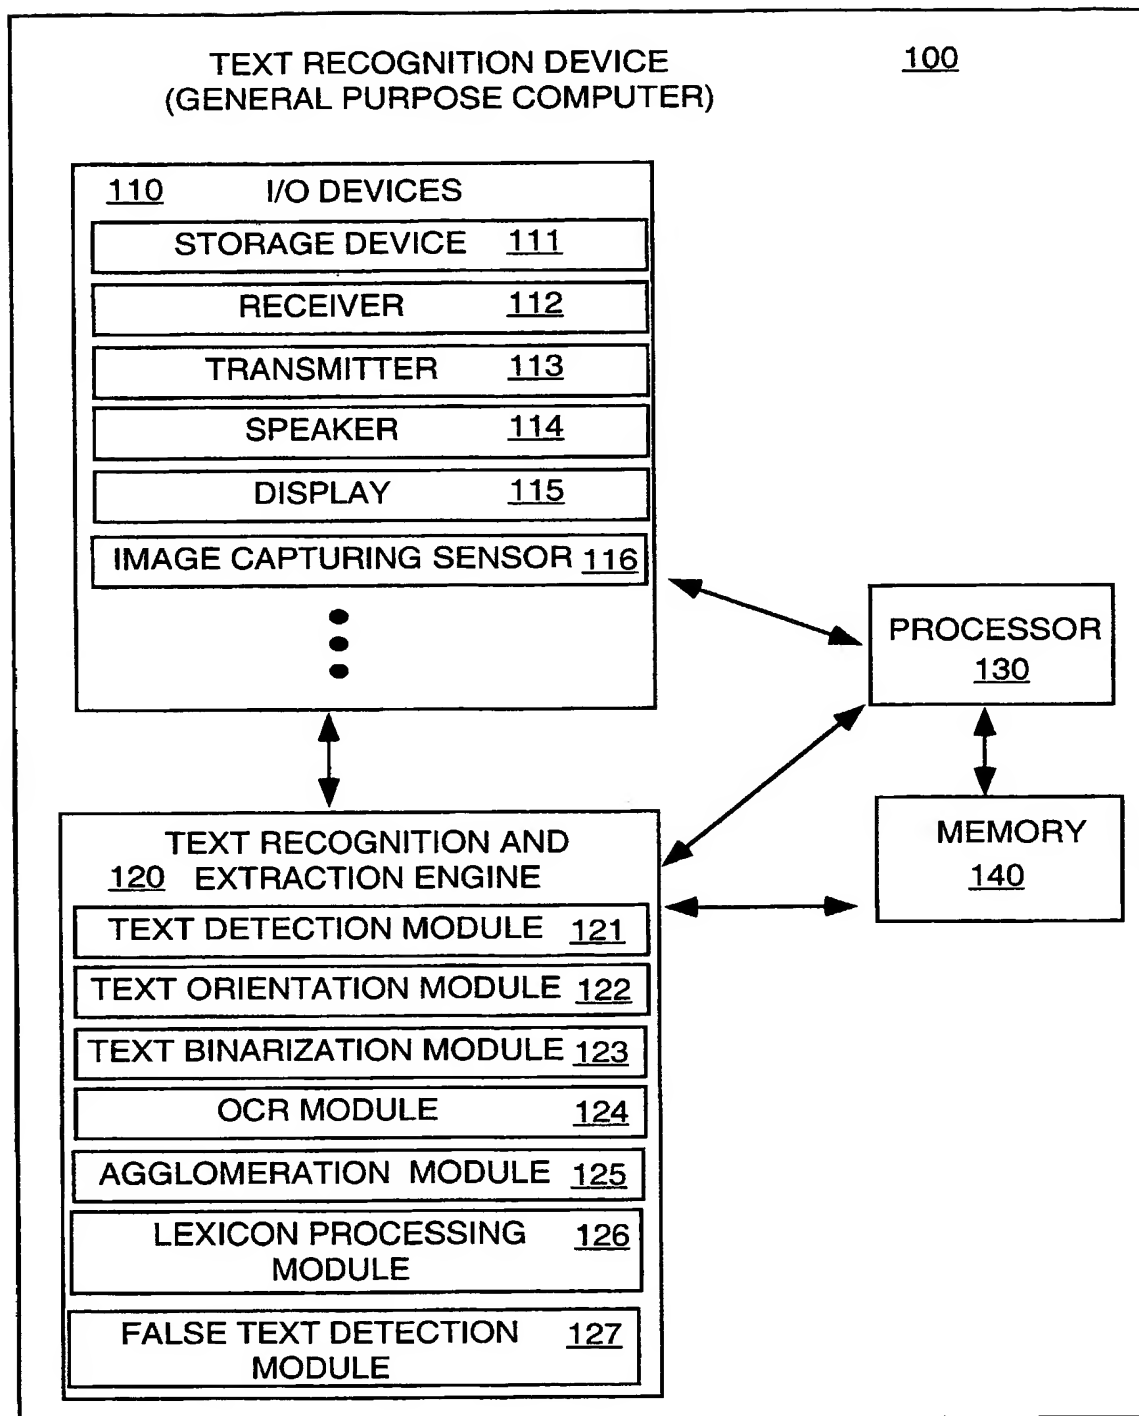 TEXT RECOGNITION DEVICE 100
(GENERAL PURPOSE COMPUTER)
110 I/O DEVICES
STORAGE DEVICE 111
RECEIVER 112
TRANSMITTER 113
SPEAKER 114
DISPLAY 115
IMAGE CAPTURING SENSOR 116
PROCESSOR
130
MEMORY
140
TEXT RECOGNITION AND
120 EXTRACTION ENGINE
TEXT DETECTION MODULE 121
TEXT ORIENTATION MODULE 122
TEXT BINARIZATION MODULE 123
OCR MODULE 124
AGGLOMERATION MODULE 125
LEXICON PROCESSING 126
MODULE
FALSE TEXT DETECTION 127
MODULE